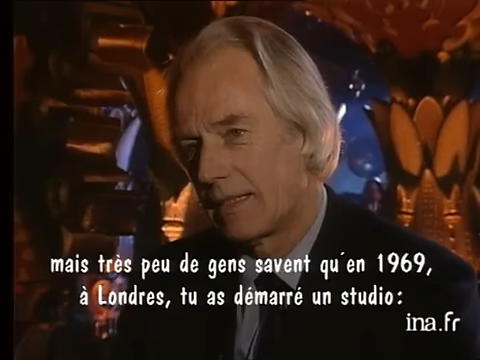 mais très peu de gens savent qu'en 1969,
à Londres, tu as démarré un studio:
ina.fr